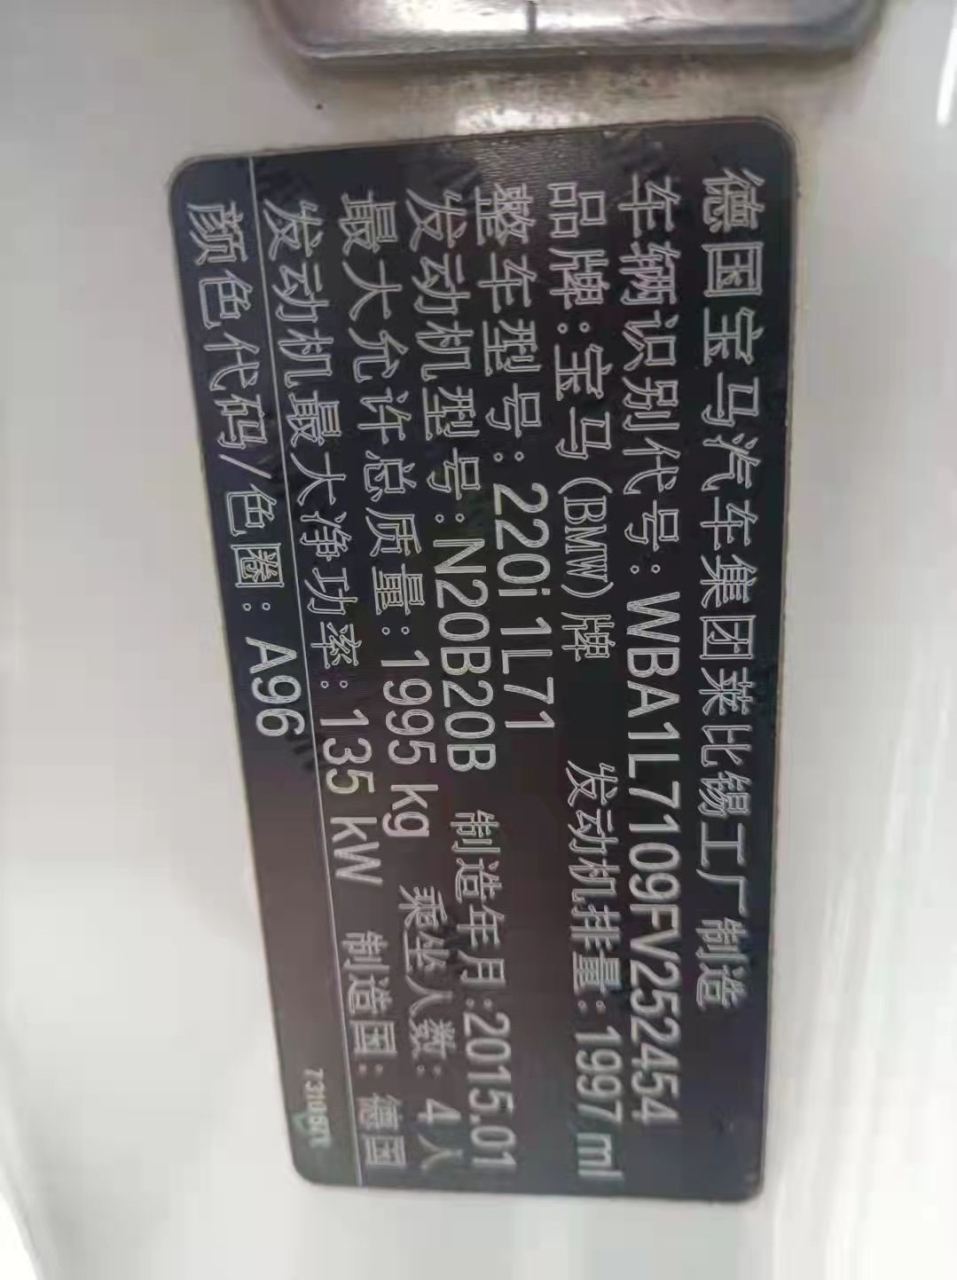 德国宝马汽车集团莱比锡工厂制造
车辆识别代号:WBA1L7109FV252454
品牌:宝马(BMW)牌 发动机排量:1997 ml
整车型号:220i 1L71
发动机型号:N20B20B 制造年月:2015.01
最大允许总质量:1995 kg 乘坐人数: 4 人
发动机最大净功率:135 kW 制造国:德国
颜色代码/色圈:A96